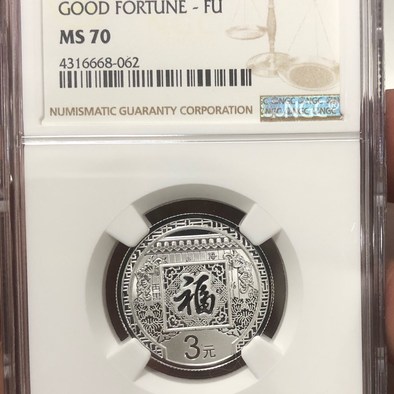 GOOD FORTUNE - FU
MS 70
4316668-062
NUMISMATIC GUARANTY CORPORATION
NGC
福
3元